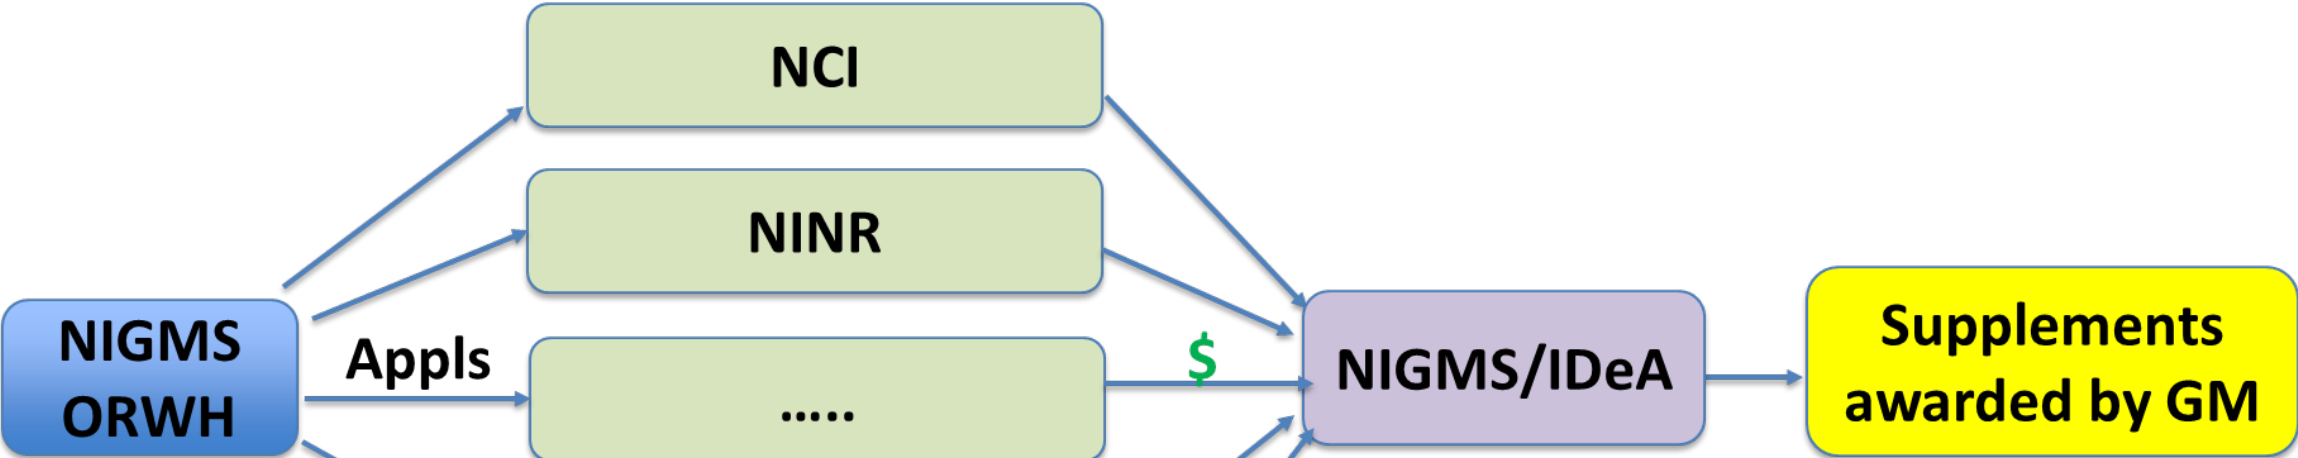 NCI
NINR
NIGMS
ORWH
Appls
.....
$
NIGMS/IDeA
Supplements
awarded by GM